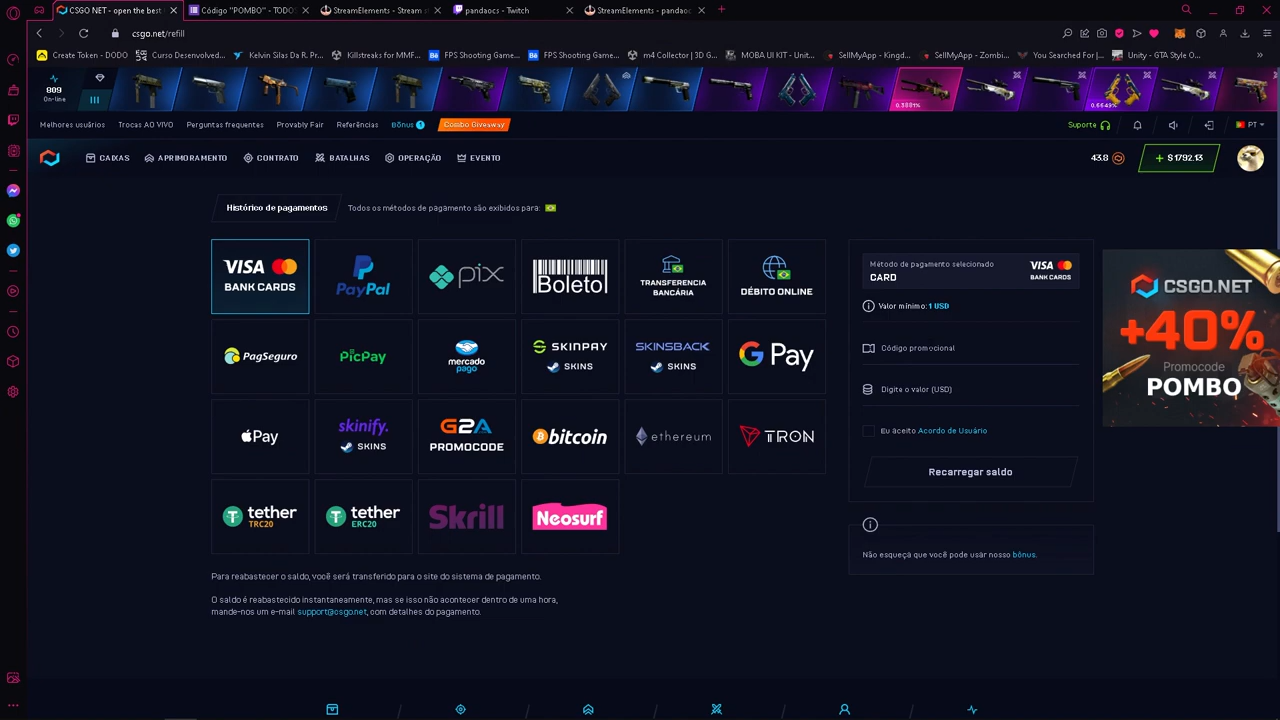 CSGO.NET - open the best
Código "POMBO" - TODOS
StreamElements - Stream s
pandaocs - Twitch
StreamElements - pandaoc
csgo.net/refill
Create Token - DODO
Curso Desenvolved...
Kelvin Silas Da R. Pr...
Killstreaks for MMF...
FPS Shooting Game...
FPS Shooting Game...
m4 Collector | 3D G...
MOBA UI KIT - Unit...
SellMyApp - Kingd...
SellMyApp - Zombi...
You Searched For |...
Unity - GTA Style O...
809
On-line
0.3881%
0.6649%
Melhores usuários
Trocas AO VIVO
Perguntas frequentes
Provably Fair
Referências
Bônus
Combo Giveaway
Suporte
PT
CAIXAS
APRIMORAMENTO
CONTRATO
BATALHAS
OPERAÇÃO
EVENTO
43.8
+ $ 1792.13
Histórico de pagamentos
Todos os métodos de pagamento são exibidos para:
VISA
BANK CARDS
PayPal
pix
Boleto
TRANSFERENCIA
BANCÁRIA
DÉBITO ONLINE
PagSeguro
PicPay
mercado
pago
SKINPAY
SKINS
SKINSBACK
SKINS
G Pay
Pay
skinify.
SKINS
G2A
PROMOCODE
bitcoin
ethereum
TRON
tether
TRC20
tether
ERC20
Skrill
Neosurf
Método de pagamento selecionado
CARD
VISA
BANK CARDS
Valor mínimo: 1 USD
Código promocional
Digite o valor (USD)
Eu aceito Acordo de Usuário
Recarregar saldo
Não esqueça que você pode usar nosso bônus.
CSGO.NET
+40%
Promocode
POMBO
Para reabastecer o saldo, você será transferido para o site do sistema de pagamento.
O saldo é reabastecido instantaneamente, mas se isso não acontecer dentro de uma hora,
mande-nos um e-mail support@csgo.net, com detalhes do pagamento.